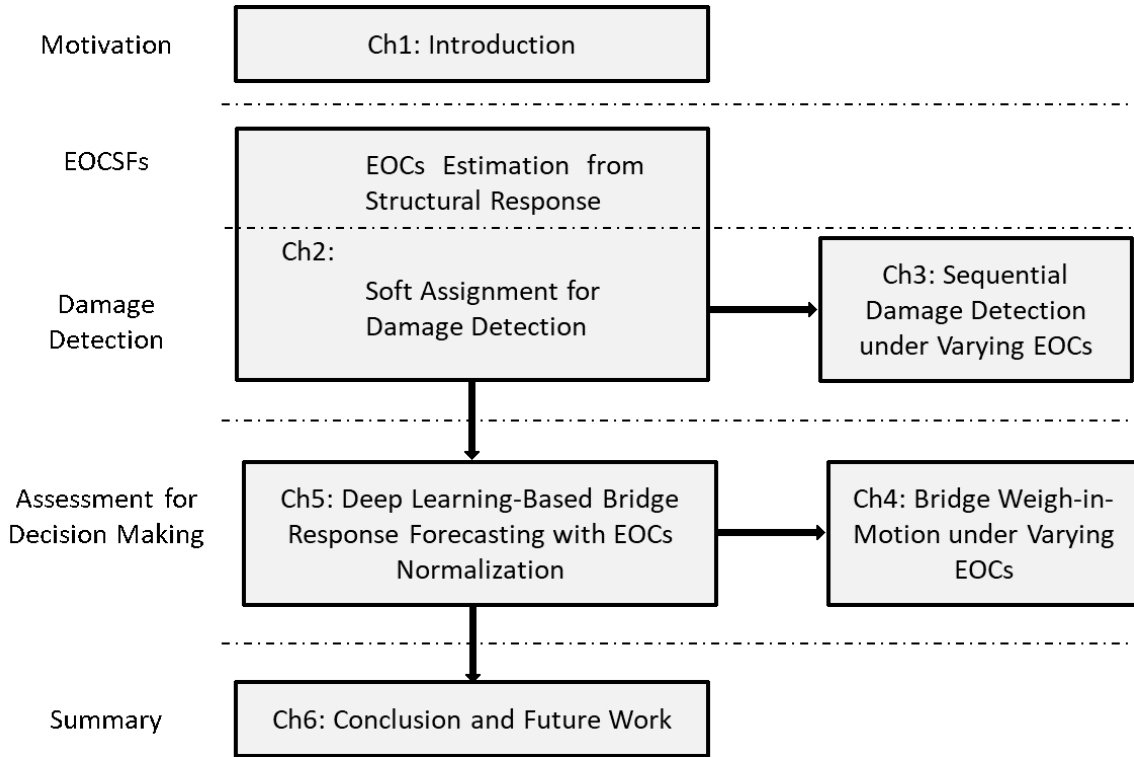 Motivation
Ch1: Introduction
EOCSFs
EOCs Estimation from
Structural Response
Ch2:
Soft Assignment for
Damage Detection
Damage
Detection
Ch3: Sequential
Damage Detection
under Varying EOCs
Assessment for
Decision Making
Ch5: Deep Learning-Based Bridge
Response Forecasting with EOCs
Normalization
Ch4: Bridge Weigh-in-
Motion under Varying
EOCs
Summary
Ch6: Conclusion and Future Work